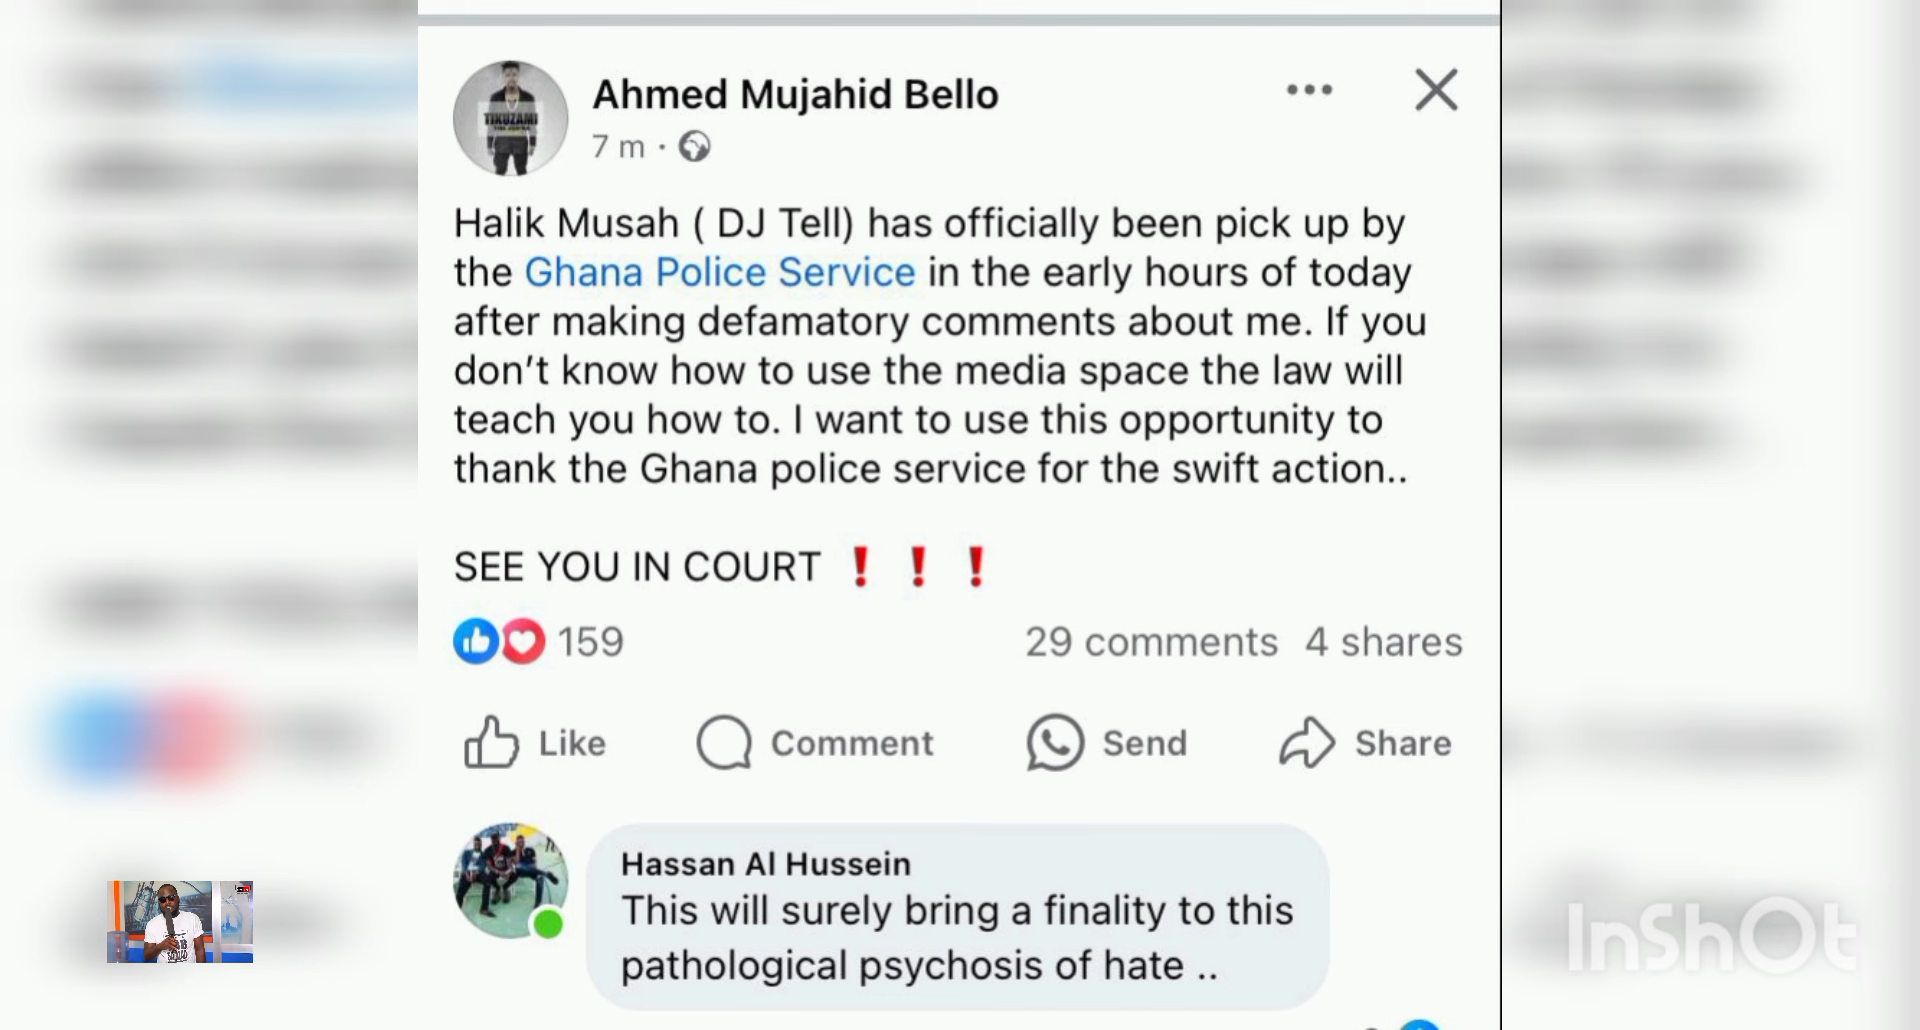 Ahmed Mujahid Bello
7 m ·
TIKUZAMI
Halik Musah ( DJ Tell) has officially been pick up by
the Ghana Police Service in the early hours of today
after making defamatory comments about me. If you
don’t know how to use the media space the law will
teach you how to. I want to use this opportunity to
thank the Ghana police service for the swift action..
SEE YOU IN COURT ❗ ❗ ❗
159
29 comments 4 shares
Like
Comment
Send
Share
Hassan Al Hussein
This will surely bring a finality to this
pathological psychosis of hate ..
InShOt